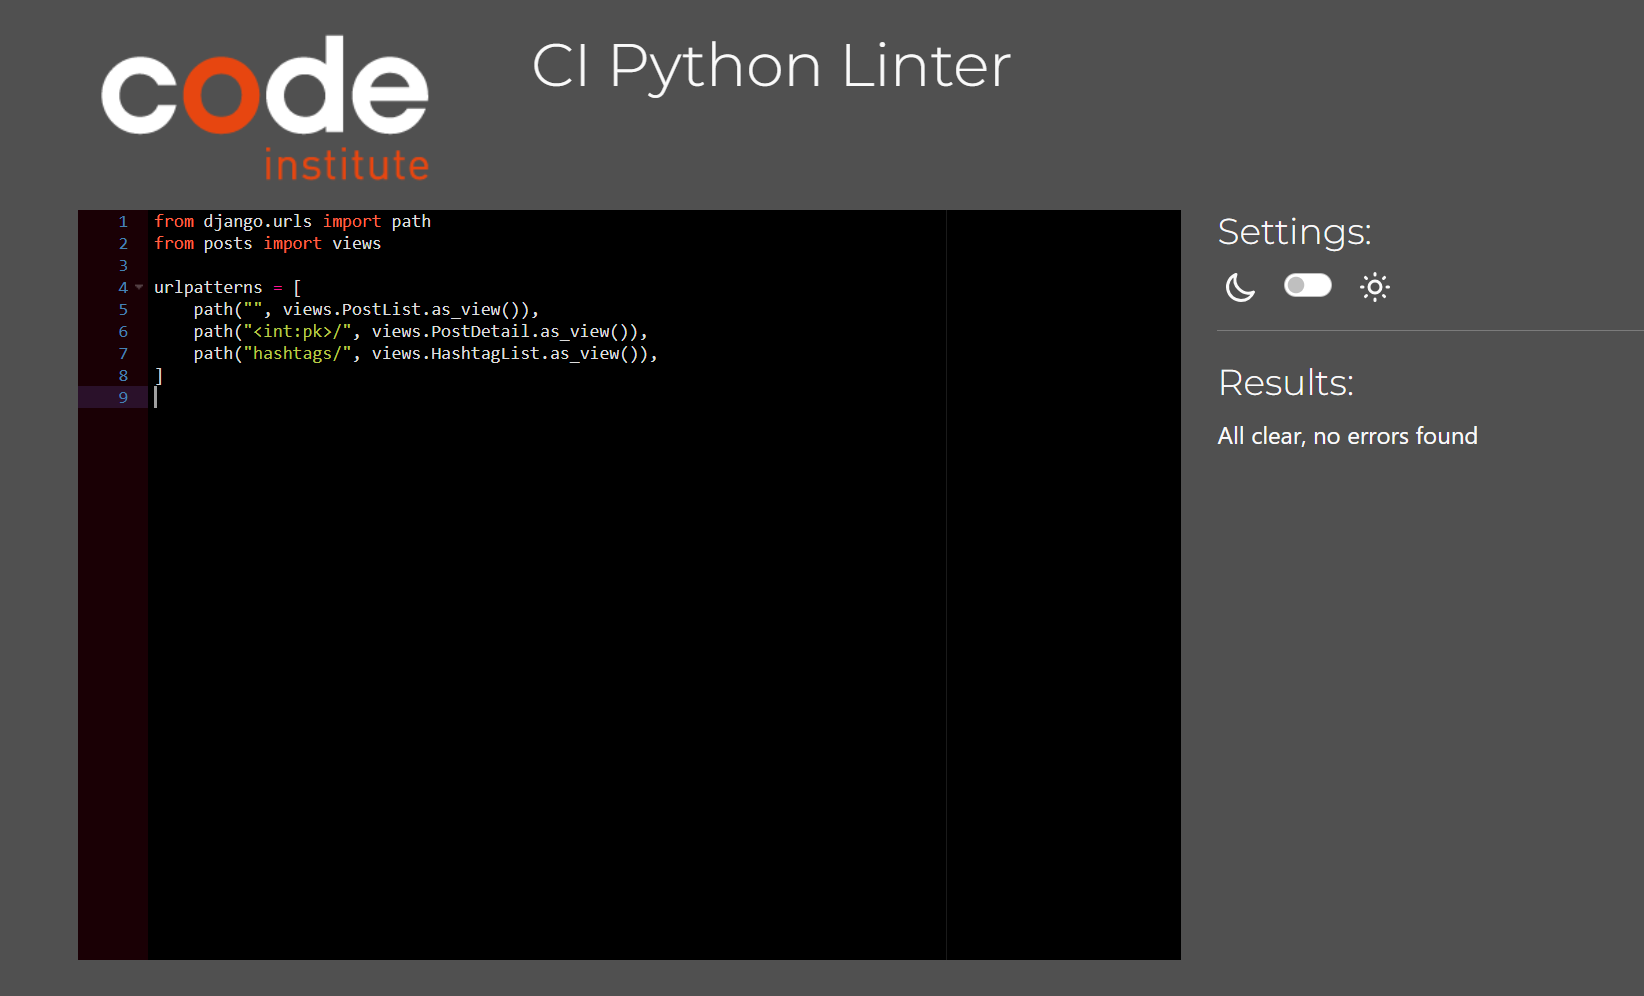 code
institute
CI Python Linter
1 from django.urls import path
2 from posts import views
3
4 urlpatterns = [
5     path("", views.PostList.as_view()),
6     path("<int:pk>/", views.PostDetail.as_view()),
7     path("hashtags/", views.HashtagList.as_view()),
8 ]
9
Settings:
Results:
All clear, no errors found